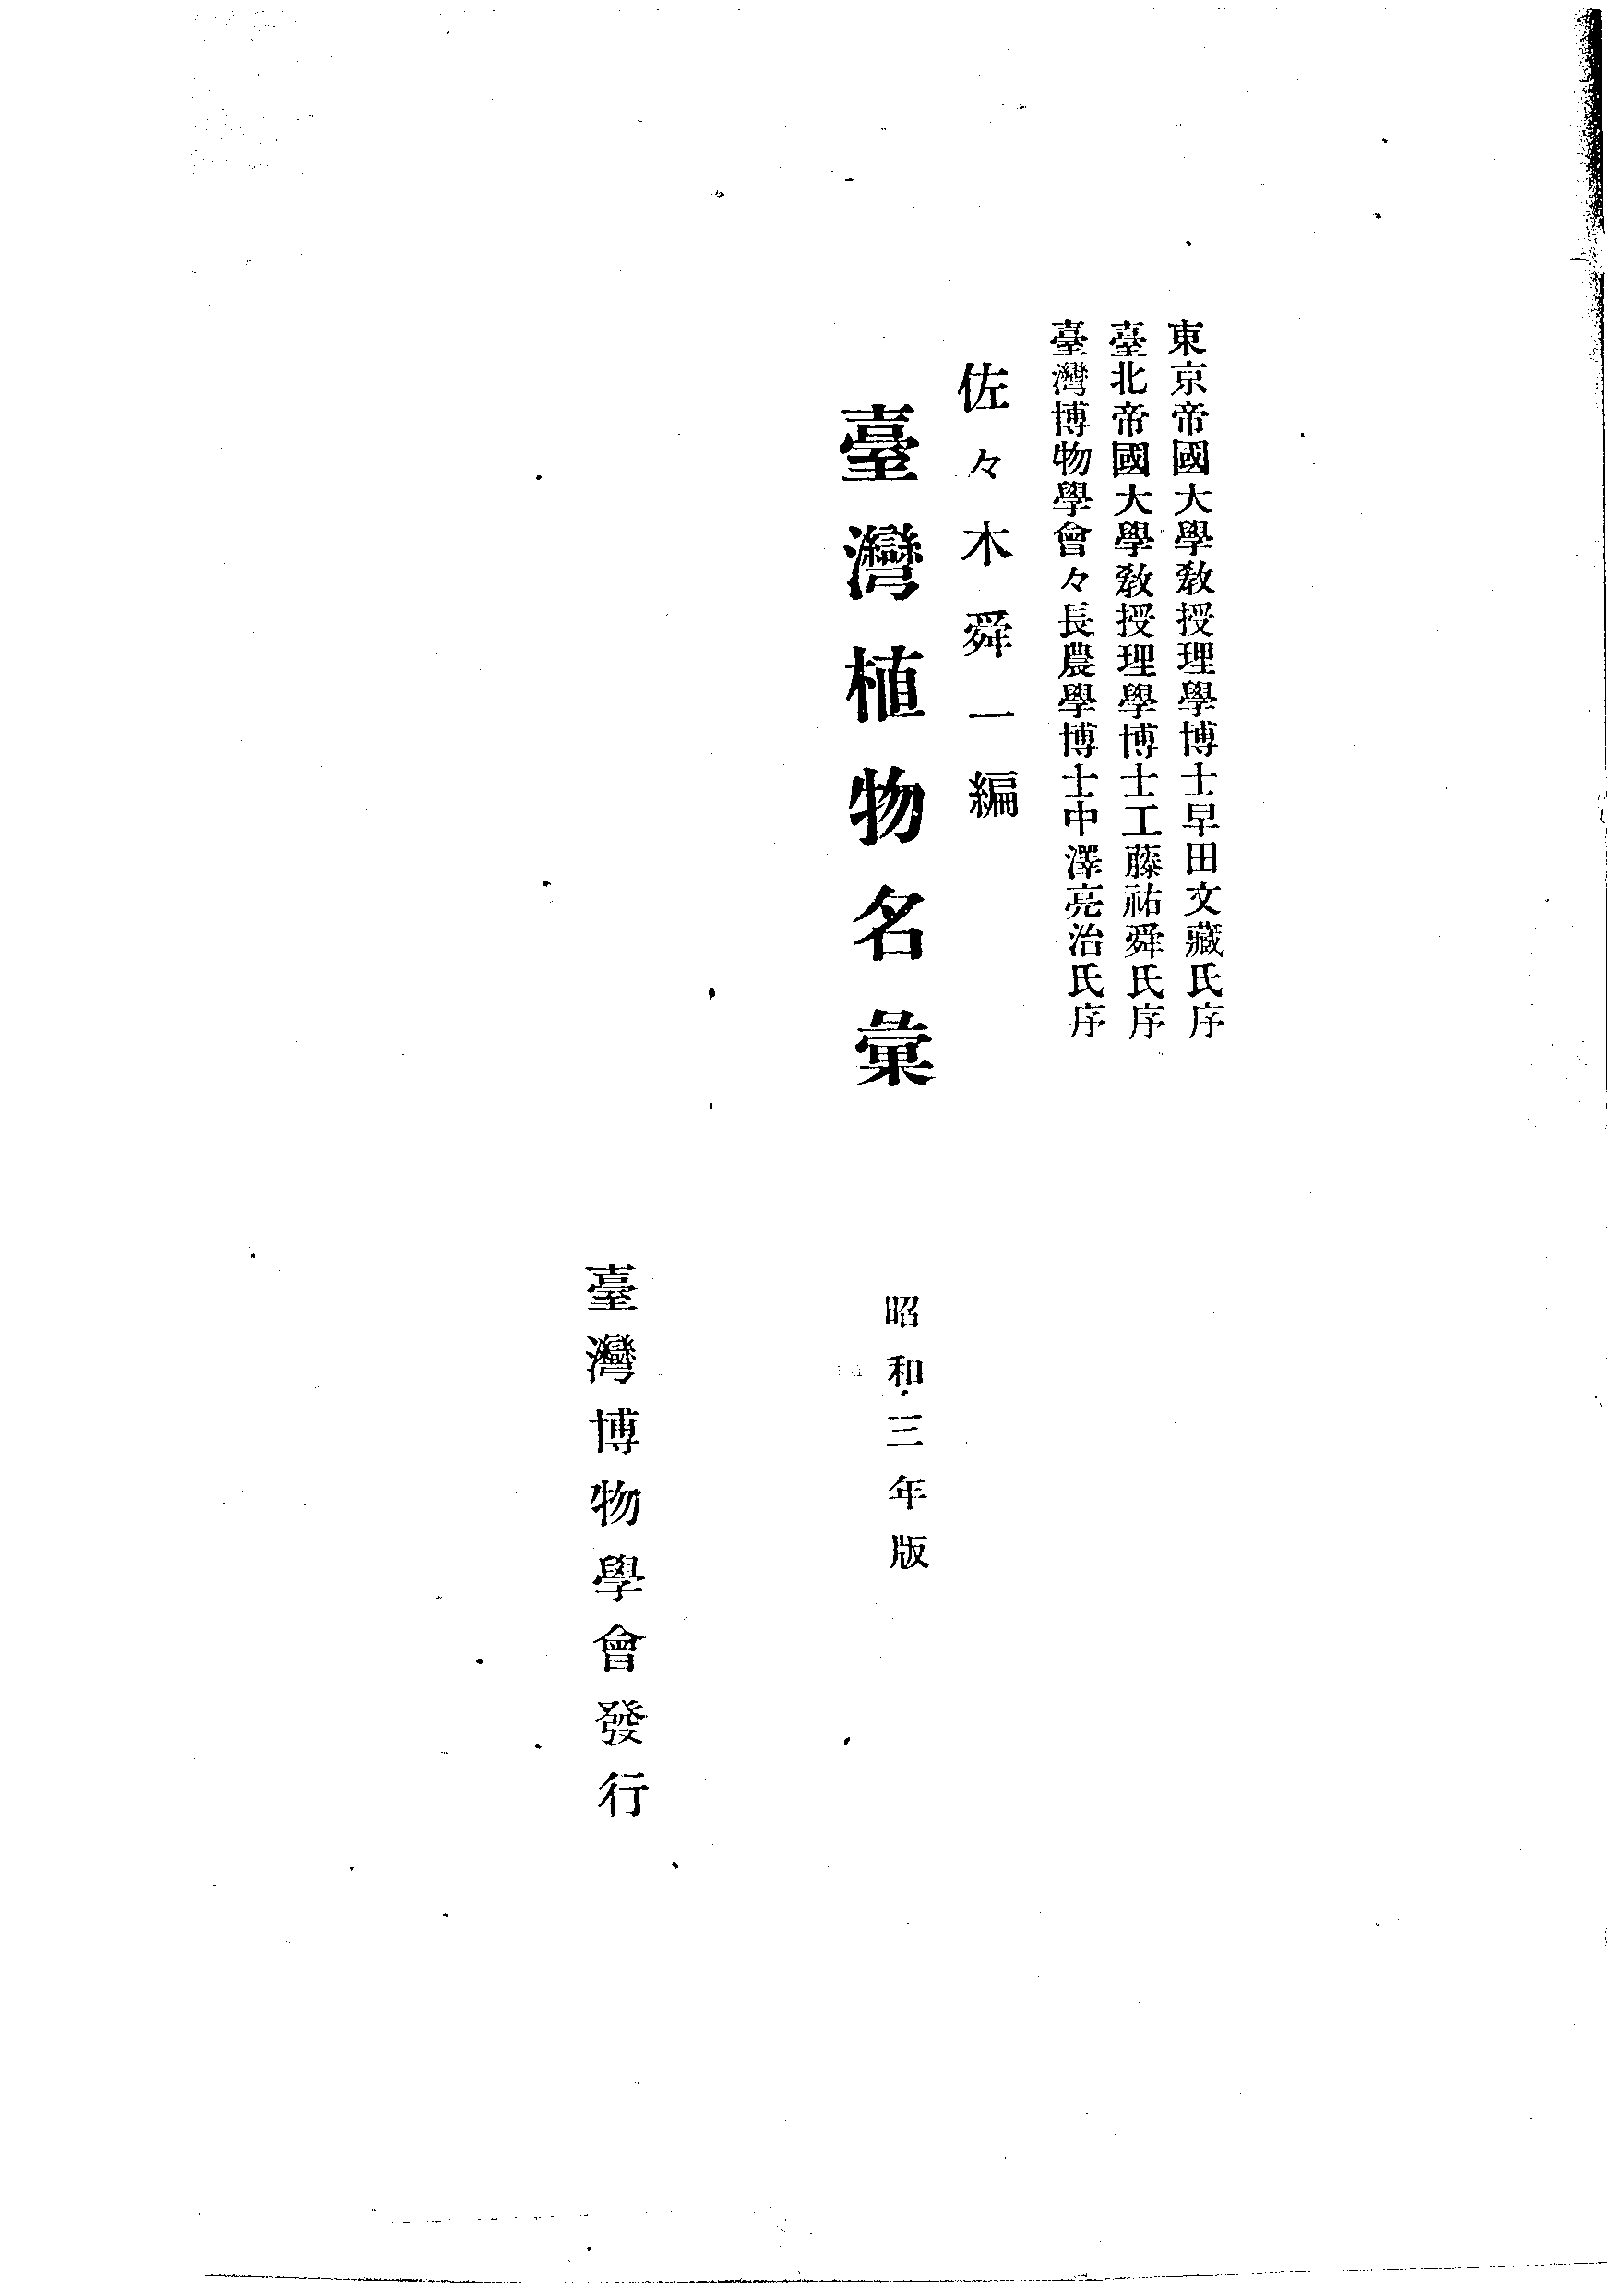 東京帝國大學敎授理學博士早田文藏氏序
臺北帝國大學敎授理學博士工藤祐舜氏序
臺灣博物學會々長農學博士中澤亮治氏序
佐々木舜一編
臺灣植物名彙
昭和三年版
臺灣博物學會發行